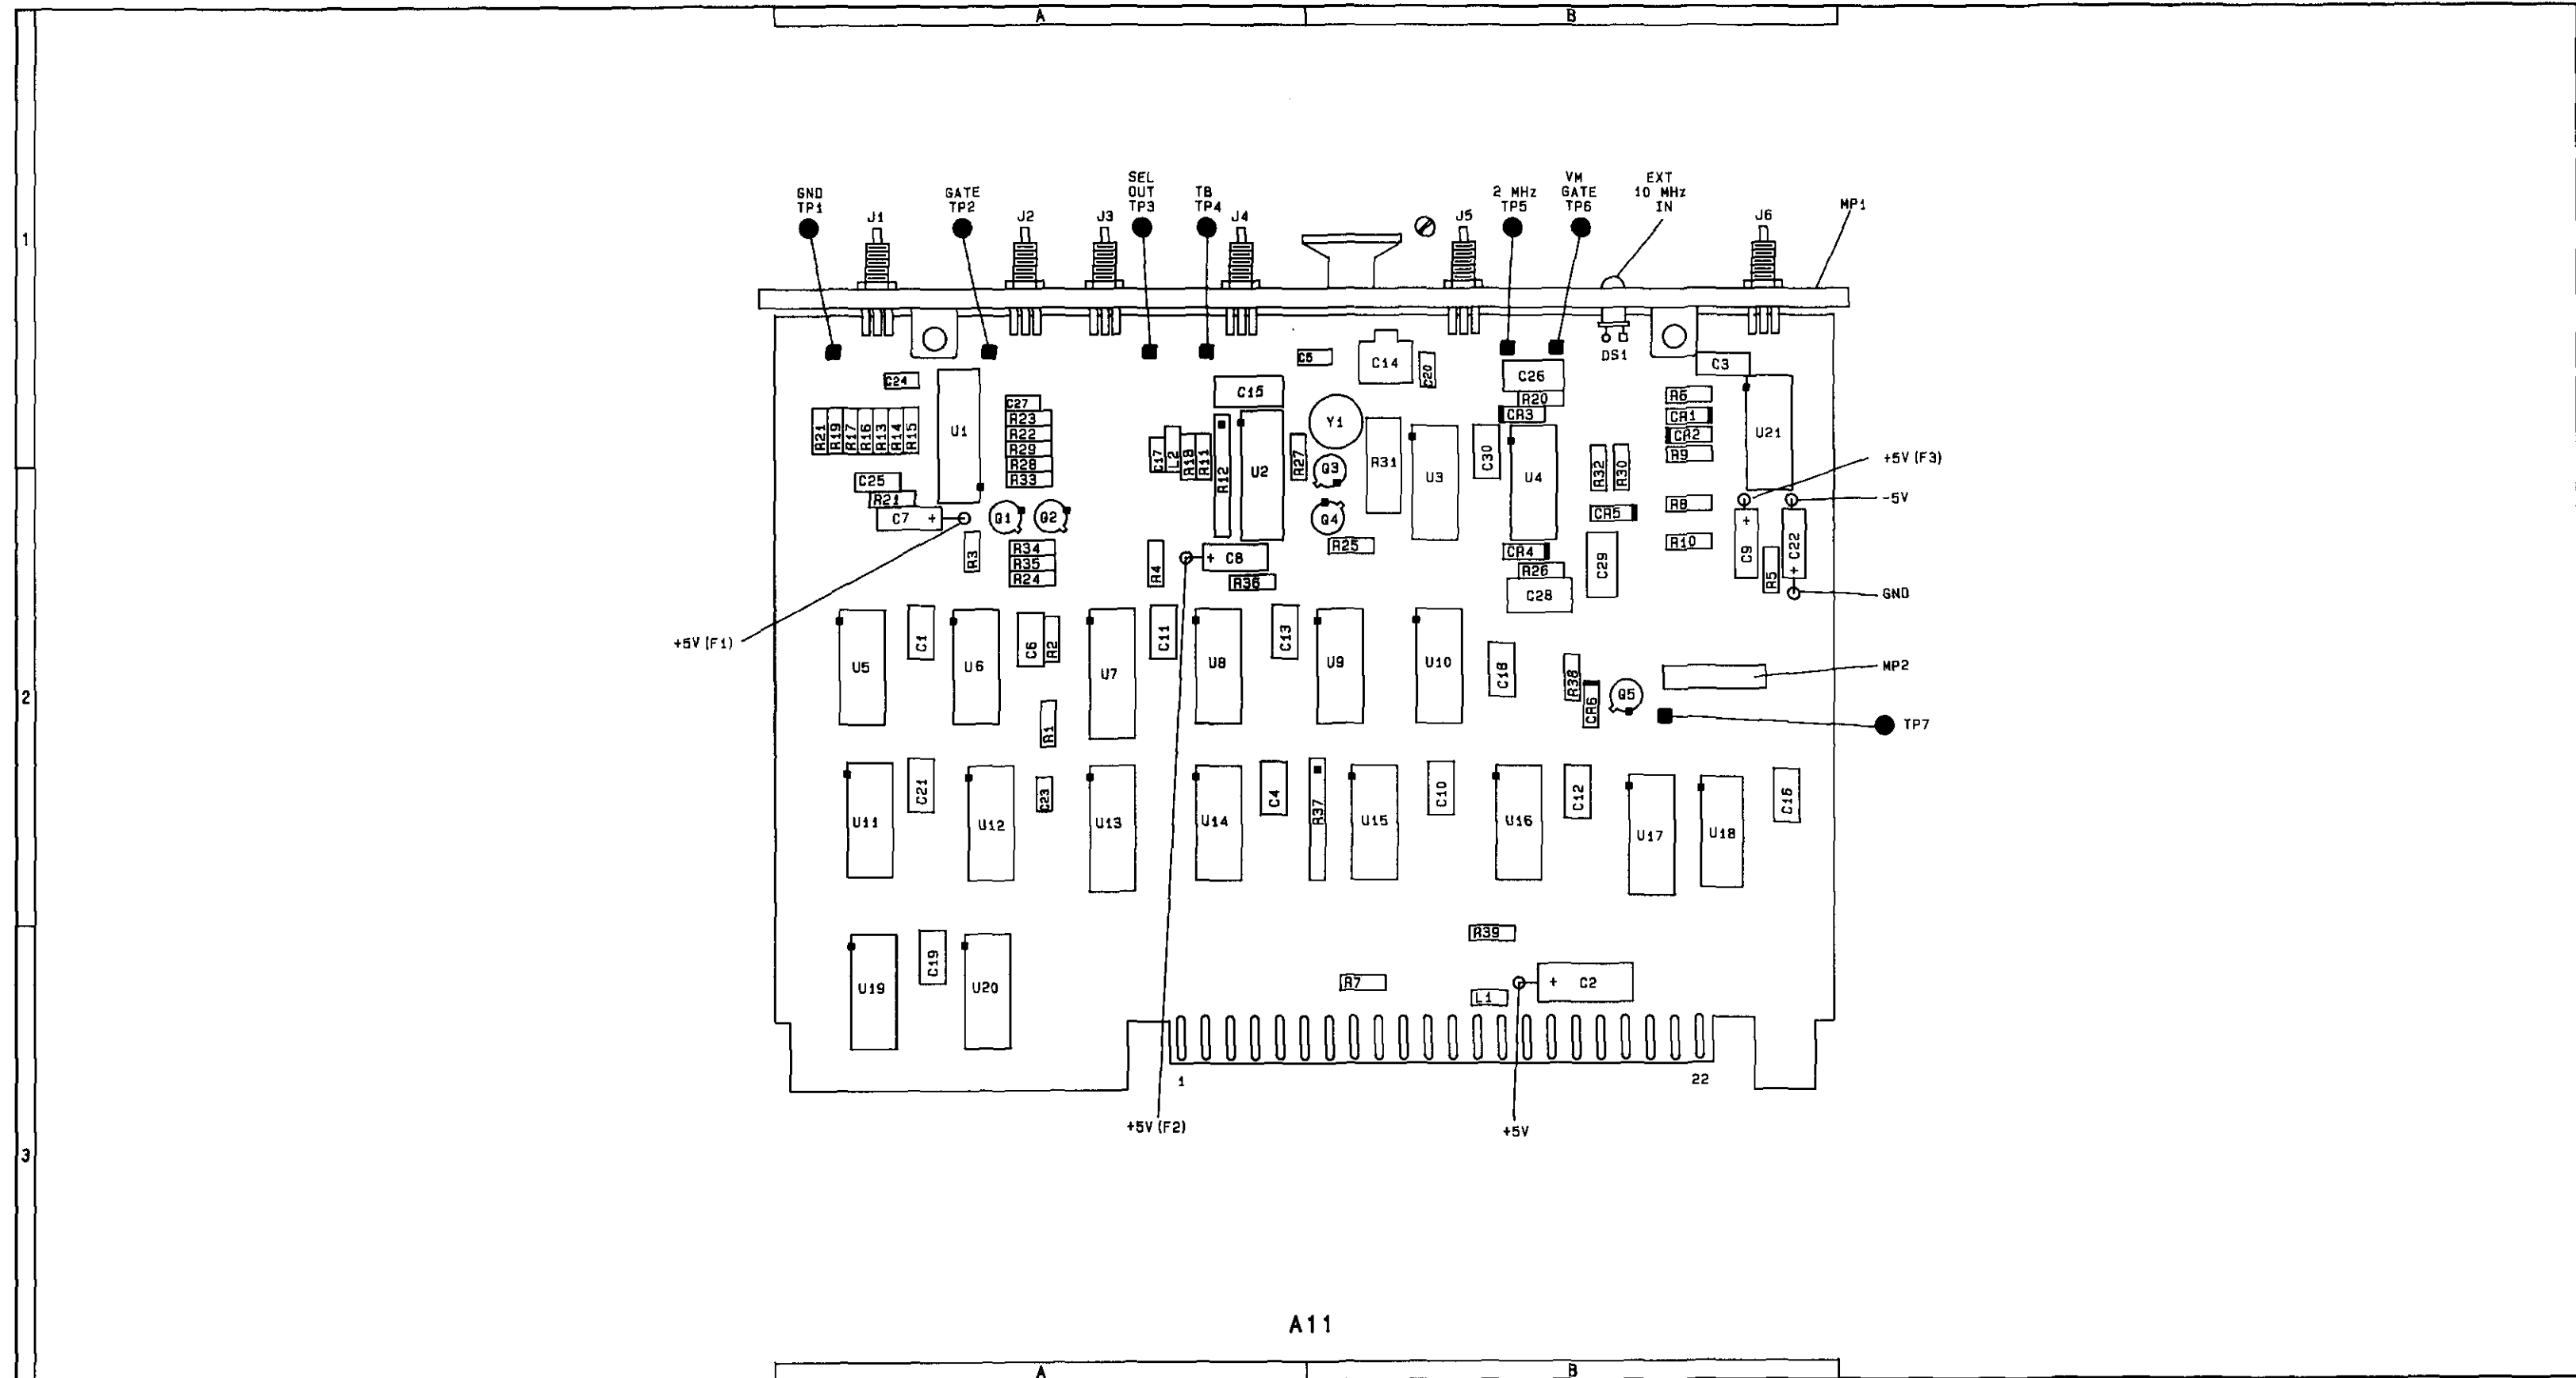 A B
1
GND
TP1
J1
GATE
TP2
J2
J3
SEL
OUT
TP3
TB
TP4
J4
J5
2 MHz
TP5
VM
GATE
TP6
EXT
10 MHz
IN
J6
MP1
C5
C14
C20
C26
DS1
C3
C24
U1
C27
R23
R22
R29
R28
R33
R21
R19
R17
R16
R13
R14
R15
C15
C17
L2
R18
R11
R12
U2
R27
Y1
Q3
Q4
R31
U3
C30
R20
CR3
U4
R32
R30
R6
CR1
CR2
R9
U21
+5V (F3)
-5V
C25
R21
C7 +
Q1
Q2
R3
R34
R35
R24
R4
+ C8
R36
R25
CR5
CR4
R26
C28
C29
R8
R10
+ C9
R5
C22 +
GND
+5V (F1)
2
U5
C1
U6
C6
R2
U7
C11
U8
C13
U9
U10
C18
R38
CR6
Q5
MP2
TP7
R1
U11
C21
U12
C23
U13
U14
C4
R37
U15
C10
U16
C12
U17
U18
C16
R39
U19
C19
U20
R7
L1
+ C2
1
22
+5V (F2)
+5V
3
A11
A B